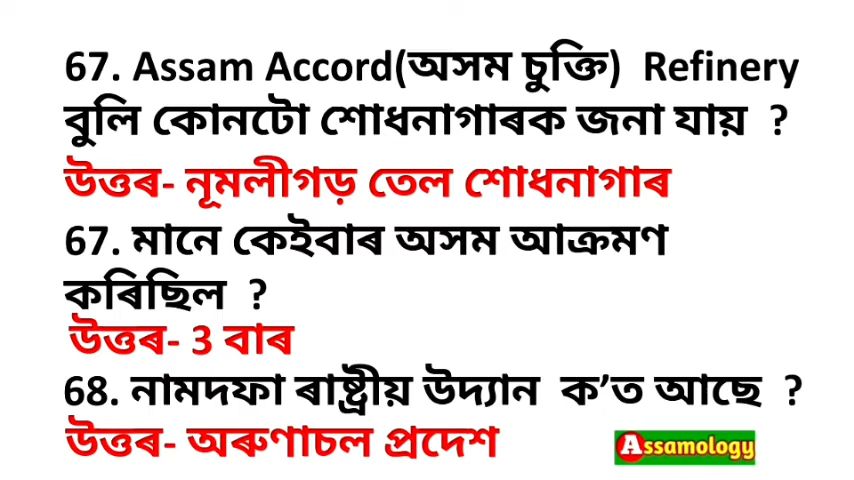 67. Assam Accord(অসম চুক্তি) Refinery
বুলি কোনটো শোধনাগাৰক জনা যায় ?
উত্তৰ- নূমলীগড় তেল শোধনাগাৰ
67. মানে কেইবাৰ অসম আক্ৰমণ
কৰিছিল ?
উত্তৰ- 3 বাৰ
68. নামদফা ৰাষ্ট্ৰীয় উদ্যান ক’ত আছে ?
উত্তৰ- অৰুণাচল প্ৰদেশ
Assamology